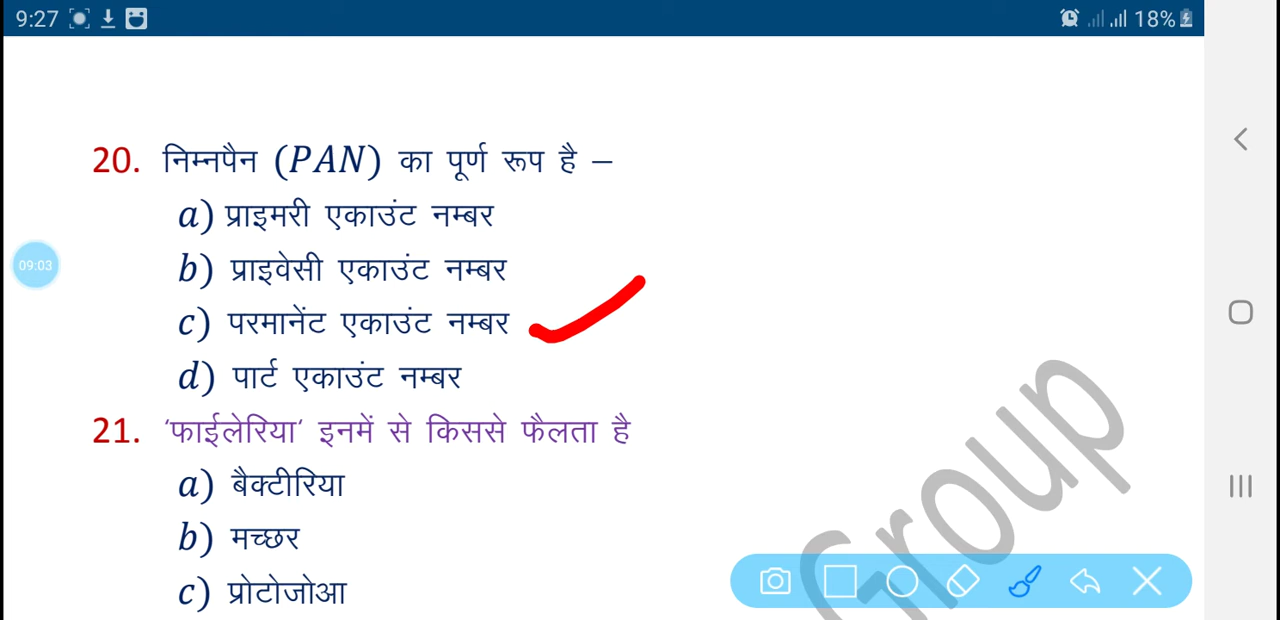 9:27 18%
20. निम्नपैन (PAN) का पूर्ण रूप है –
a) प्राइमरी एकाउंट नम्बर
b) प्राइवेसी एकाउंट नम्बर
09:03
c) परमानेंट एकाउंट नम्बर
d) पार्ट एकाउंट नम्बर
21. 'फाईलेरिया' इनमें से किससे फैलता है
a) बैक्टीरिया
b) मच्छर
c) प्रोटोजोआ
Group